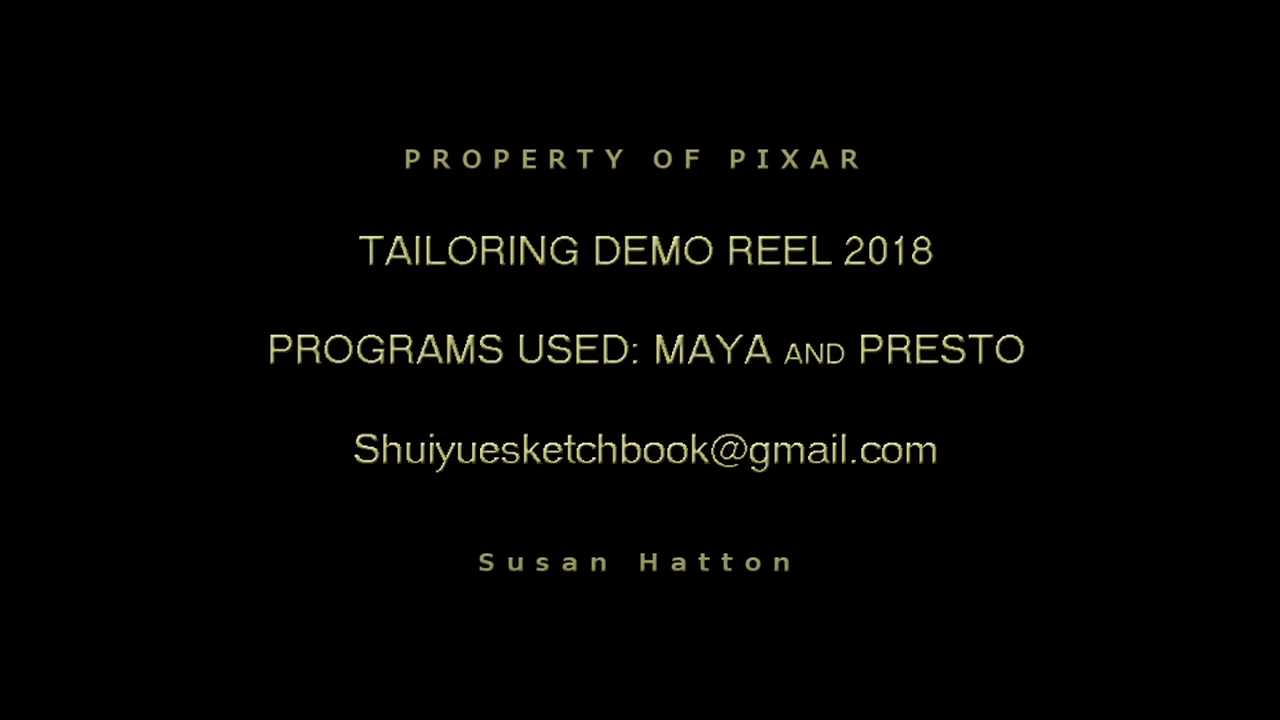 PROPERTY OF PIXAR
TAILORING DEMO REEL 2018
PROGRAMS USED: MAYA AND PRESTO
Shuiyuesketchbook@gmail.com
Susan Hatton